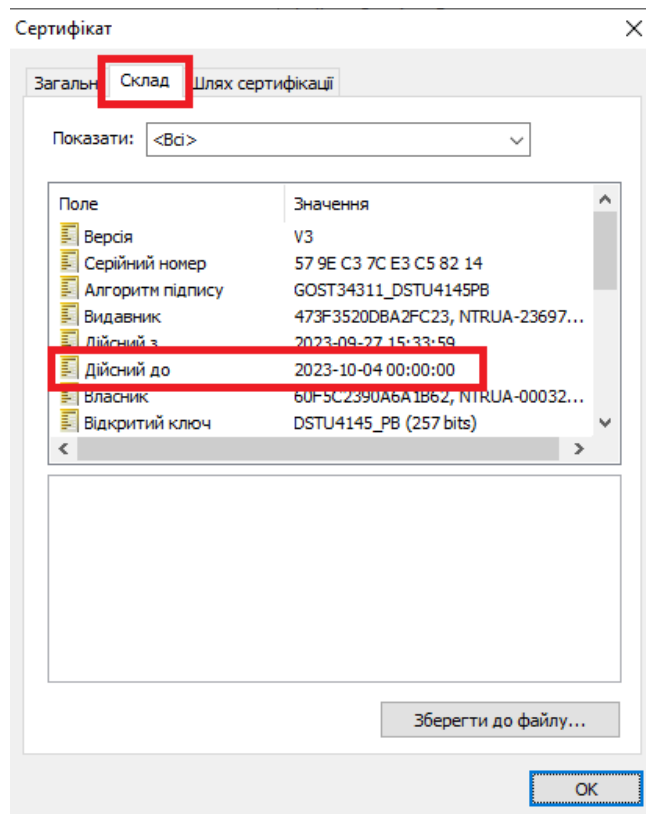 Сертифікат
Загальн Склад Шлях сертифікації
Показати: <Всі>
Поле Значення
Версія V3
Серійний номер 57 9E C3 7C E3 C5 82 14
Алгоритм підпису GOST34311_DSTU4145PB
Видавник 473F3520DBA2FC23, NTRUA-23697...
Дійсний з 2023-09-27 15:33:59
Дійсний до 2023-10-04 00:00:00
Власник 60F5C2390A6A1B62, NTRUA-00032...
Відкритий ключ DSTU4145_PB (257 bits)
Зберегти до файлу...
OK